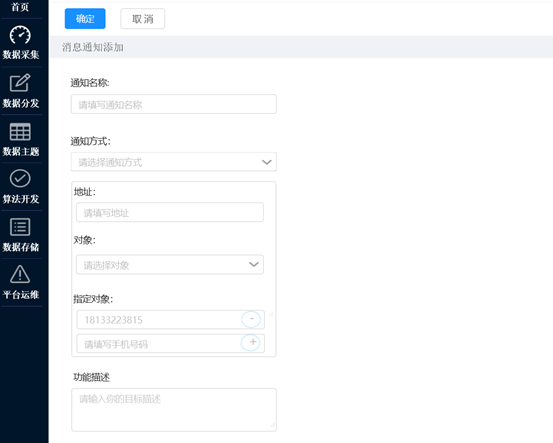 首页
数据采集
数据分发
数据主题
算法开发
数据存储
平台运维
确定
取消
消息通知添加
通知名称:
请填写通知名称
通知方式:
请选择通知方式
地址:
请填写地址
对象:
请选择对象
指定对象:
18133223815
-
请填写手机号码
+
功能描述
请输入你的目标描述